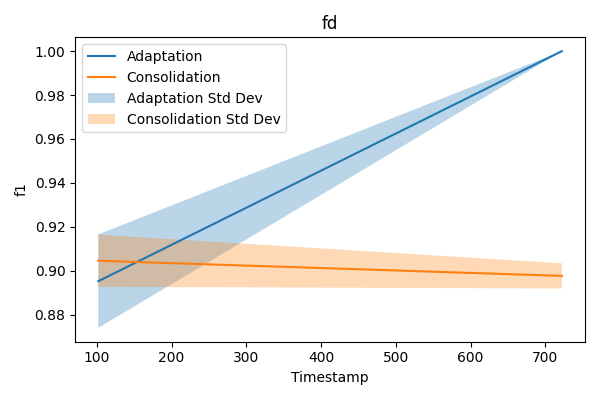 fd
Adaptation
Consolidation
Adaptation Std Dev
Consolidation Std Dev
1.00
0.98
0.96
0.94
0.92
0.90
0.88
f1
100 200 300 400 500 600 700
Timestamp